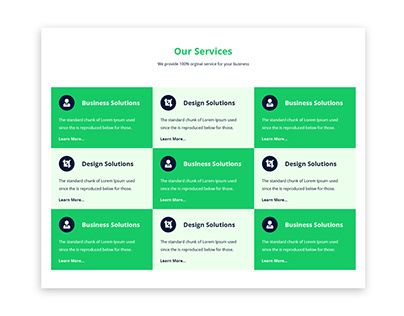 Our Services
We provide 100% orginal service for your business
Business Solutions
The standard chunk of Lorem Ipsum used
since the is reproduced below for those.
Learn More...
Design Solutions
The standard chunk of Lorem Ipsum used
since the is reproduced below for those.
Learn More...
Business Solutions
The standard chunk of Lorem Ipsum used
since the is reproduced below for those.
Learn More...
Design Solutions
The standard chunk of Lorem Ipsum used
since the is reproduced below for those.
Learn More...
Business Solutions
The standard chunk of Lorem Ipsum used
since the is reproduced below for those.
Learn More...
Design Solutions
The standard chunk of Lorem Ipsum used
since the is reproduced below for those.
Learn More...
Business Solutions
The standard chunk of Lorem Ipsum used
since the is reproduced below for those.
Learn More...
Design Solutions
The standard chunk of Lorem Ipsum used
since the is reproduced below for those.
Learn More...
Business Solutions
The standard chunk of Lorem Ipsum used
since the is reproduced below for those.
Learn More...